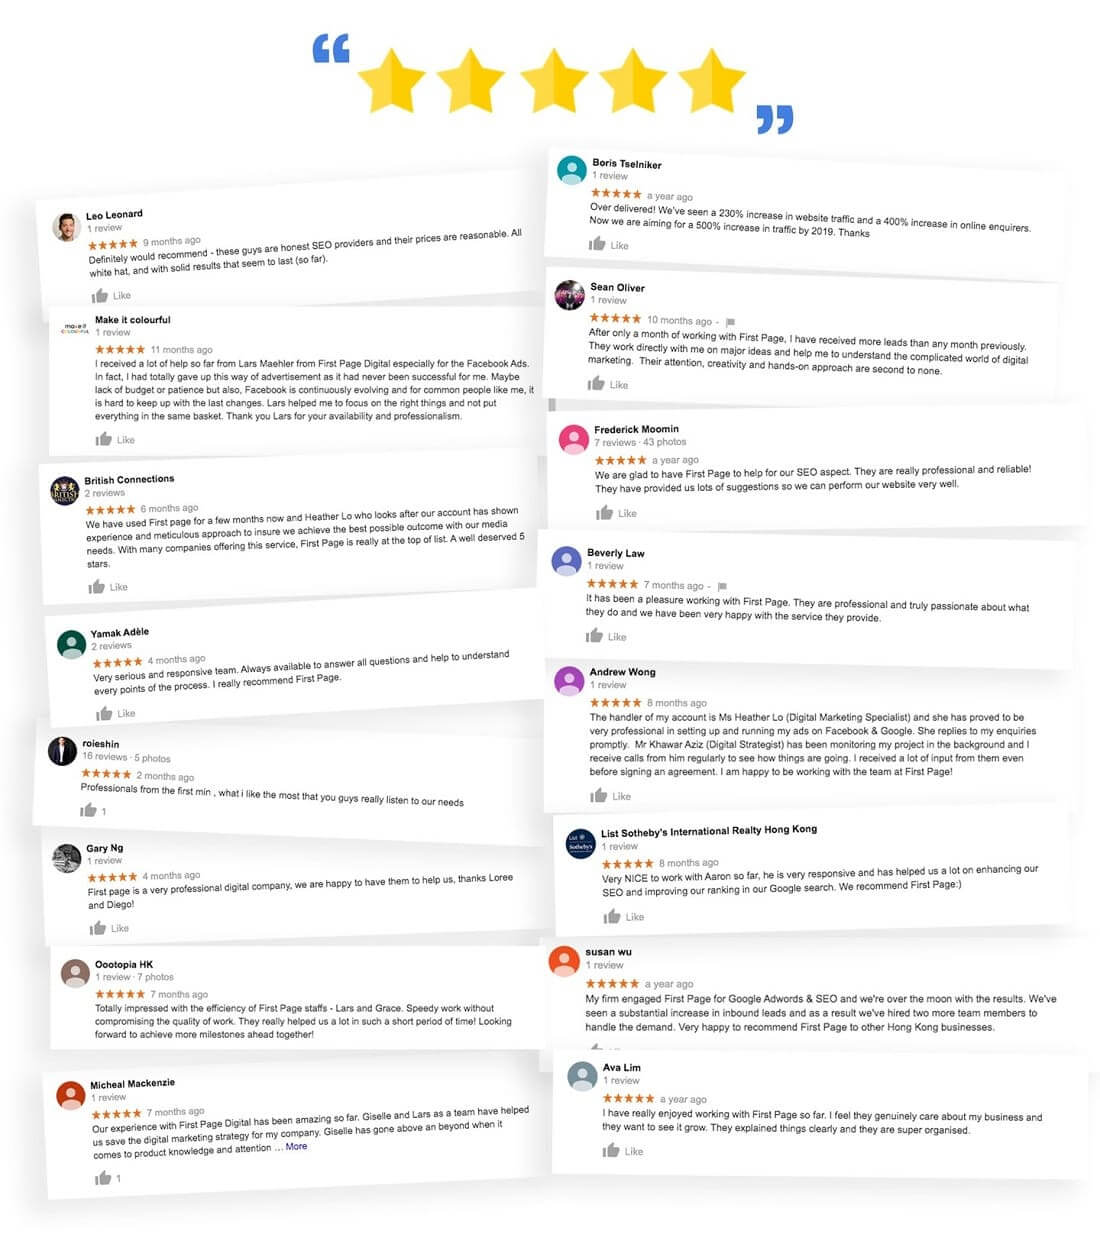 “
”
Leo Leonard
1 review
9 months ago
Definitely would recommend - these guys are honest SEO providers and their prices are reasonable. All
white hat, and with solid results that seem to last (so far).
Like
make it
COLOURFUL
Make it colourful
1 review
11 months ago
I received a lot of help so far from Lars Maehler from First Page Digital especially for the Facebook Ads.
In fact, I had totally gave up this way of advertisement as it had never been successful for me. Maybe
lack of budget or patience but also, Facebook is continuously evolving and for common people like me, it
is hard to keep up with the last changes. Lars helped me to focus on the right things and not put
everything in the same basket. Thank you Lars for your availability and professionalism.
Like
BRITISH
British Connections
2 reviews
6 months ago
We have used First page for a few months now and Heather Lo who looks after our account has shown
experience and meticulous approach to insure we achieve the best possible outcome with our media
needs. With many companies offering this service, First Page is really at the top of list. A well deserved 5
stars.
Like
Yamak Adèle
2 reviews
4 months ago
Very serious and responsive team. Always available to answer all questions and help to understand
every points of the process. I really recommend First Page.
Like
roieshin
16 reviews · 5 photos
2 months ago
Professionals from the first min , what i like the most that you guys really listen to our needs
1
Gary Ng
1 review
4 months ago
First page is a very professional digital company, we are happy to have them to help us, thanks Loree
and Diego!
Like
Oootopia HK
1 review · 7 photos
7 months ago
Totally impressed with the efficiency of First Page staffs - Lars and Grace. Speedy work without
compromising the quality of work. They really helped us a lot in such a short period of time! Looking
forward to achieve more milestones ahead together!
Micheal Mackenzie
1 review
7 months ago
Our experience with First Page Digital has been amazing so far. Giselle and Lars as a team have helped
us save the digital marketing strategy for my company. Giselle has gone above an beyond when it
comes to product knowledge and attention ... More
1
Boris Tselniker
1 review
a year ago
Over delivered! We've seen a 230% increase in website traffic and a 400% increase in online enquirers.
Now we are aiming for a 500% increase in traffic by 2019. Thanks
Like
Sean Oliver
1 review
10 months ago -
After only a month of working with First Page, I have received more leads than any month previously.
They work directly with me on major ideas and help me to understand the complicated world of digital
marketing. Their attention, creativity and hands-on approach are second to none.
Like
Frederick Moomin
7 reviews · 43 photos
a year ago
We are glad to have First Page to help for our SEO aspect. They are really professional and reliable!
They have provided us lots of suggestions so we can perform our website very well.
Like
Beverly Law
1 review
7 months ago -
It has been a pleasure working with First Page. They are professional and truly passionate about what
they do and we have been very happy with the service they provide.
Like
Andrew Wong
1 review
8 months ago
The handler of my account is Ms Heather Lo (Digital Marketing Specialist) and she has proved to be
very professional in setting up and running my ads on Facebook & Google. She replies to my enquiries
promptly. Mr Khawar Aziz (Digital Strategist) has been monitoring my project in the background and I
receive calls from him regularly to see how things are going. I received a lot of input from them even
before signing an agreement. I am happy to be working with the team at First Page!
Like
List
Sotheby's
List Sotheby's International Realty Hong Kong
1 review
8 months ago
Very NICE to work with Aaron so far, he is very responsive and has helped us a lot on enhancing our
SEO and improving our ranking in our Google search. We recommend First Page:)
Like
susan wu
1 review
a year ago
My firm engaged First Page for Google Adwords & SEO and we're over the moon with the results. We've
seen a substantial increase in inbound leads and as a result we've hired two more team members to
handle the demand. Very happy to recommend First Page to other Hong Kong businesses.
Ava Lim
1 review
a year ago
I have really enjoyed working with First Page so far. I feel they genuinely care about my business and
they want to see it grow. They explained things clearly and they are super organised.
Like